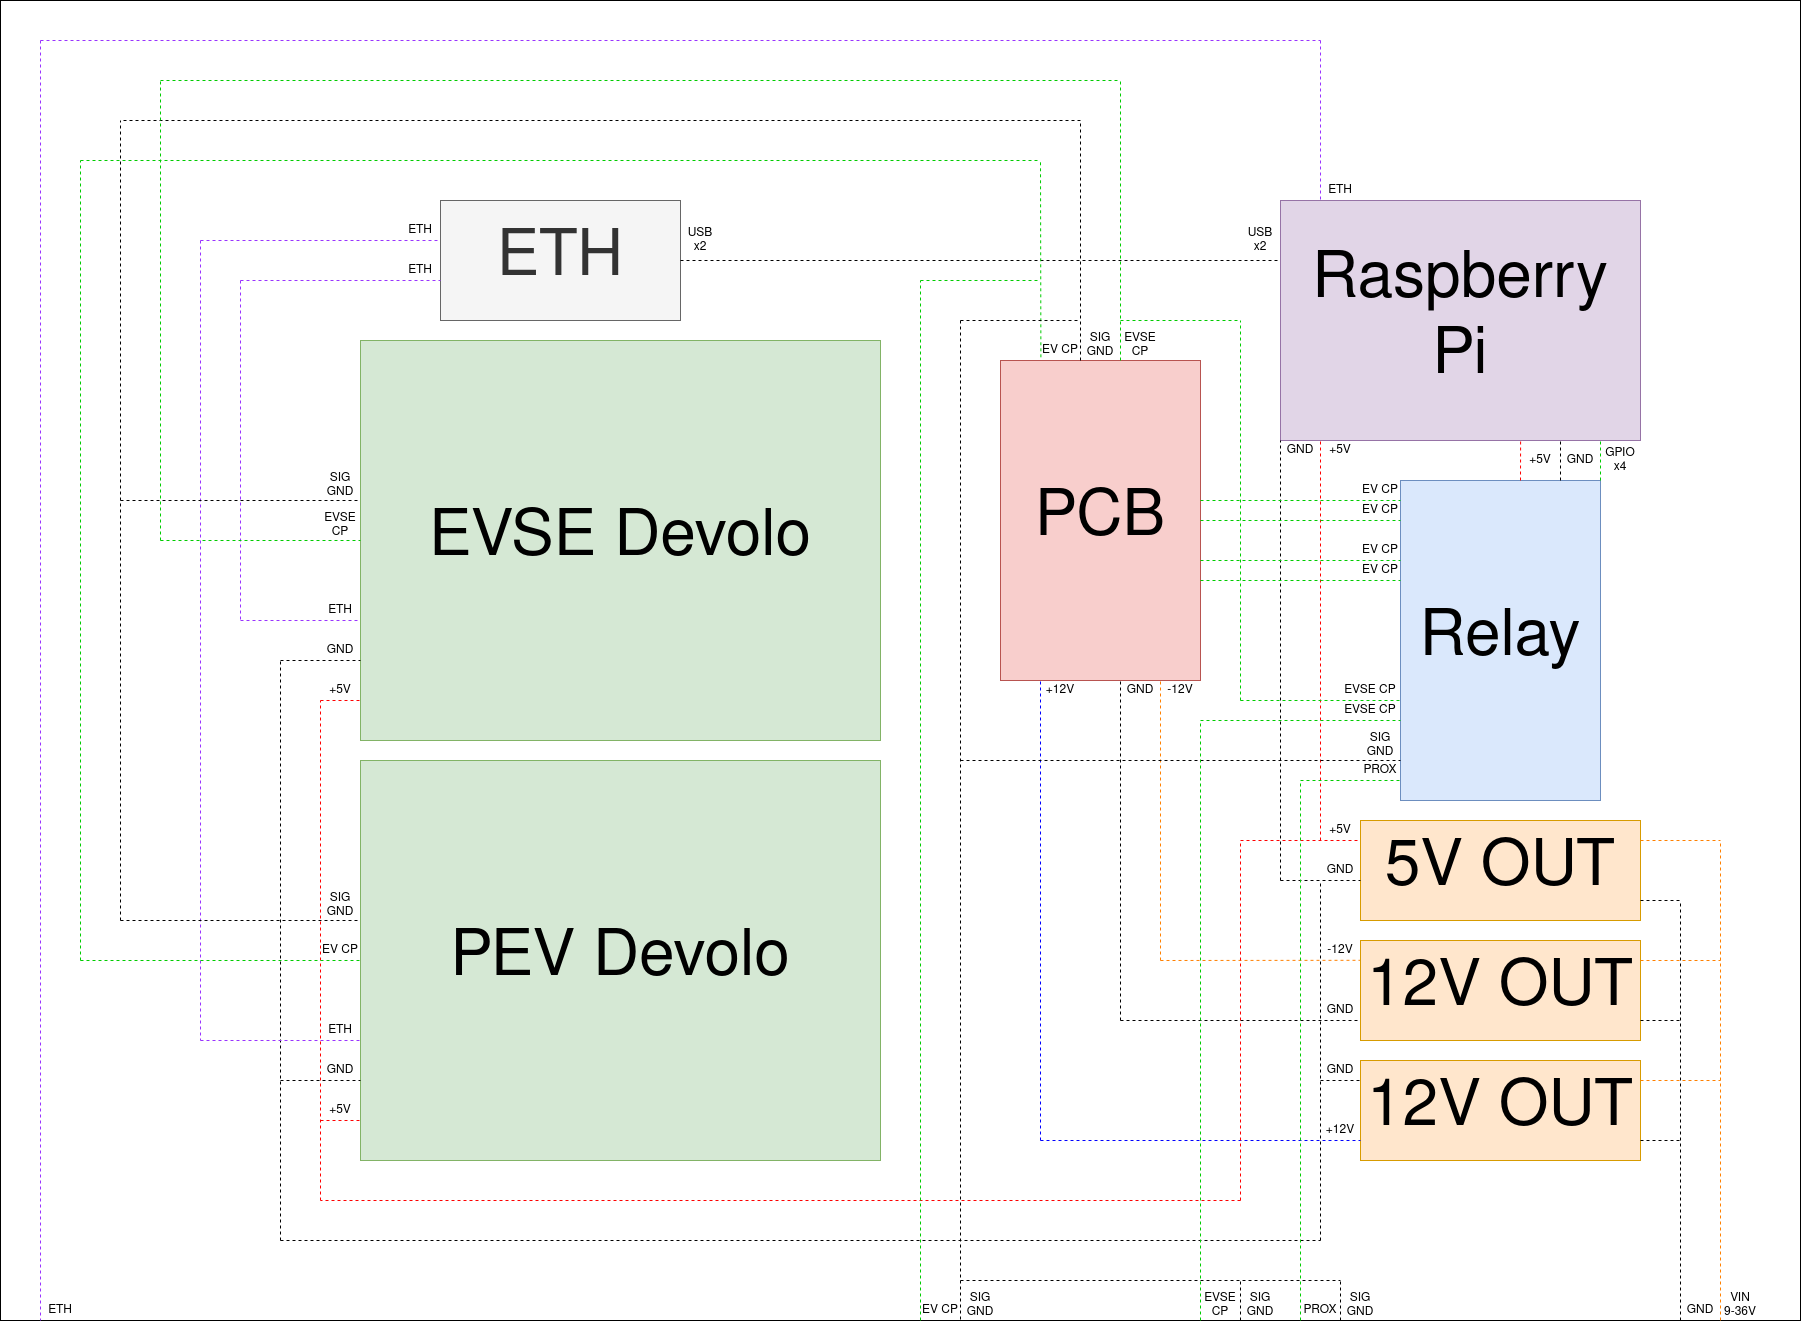 ETH
ETH
ETH
ETH
USB
x2
USB
x2
Raspberry
Pi
EV CP
SIG
GND
EVSE
CP
GND
+5V
+5V
GND
GPIO
x4
SIG
GND
EVSE
CP
EVSE Devolo
ETH
GND
+5V
PCB
EV CP
EV CP
EV CP
EV CP
Relay
+12V
GND
-12V
EVSE CP
EVSE CP
SIG
GND
PROX
+5V
GND
5V OUT
SIG
GND
EV CP
PEV Devolo
ETH
GND
+5V
-12V
GND
12V OUT
GND
+12V
12V OUT
ETH
EV CP
SIG
GND
EVSE
CP
SIG
GND
PROX
SIG
GND
GND
VIN
9-36V